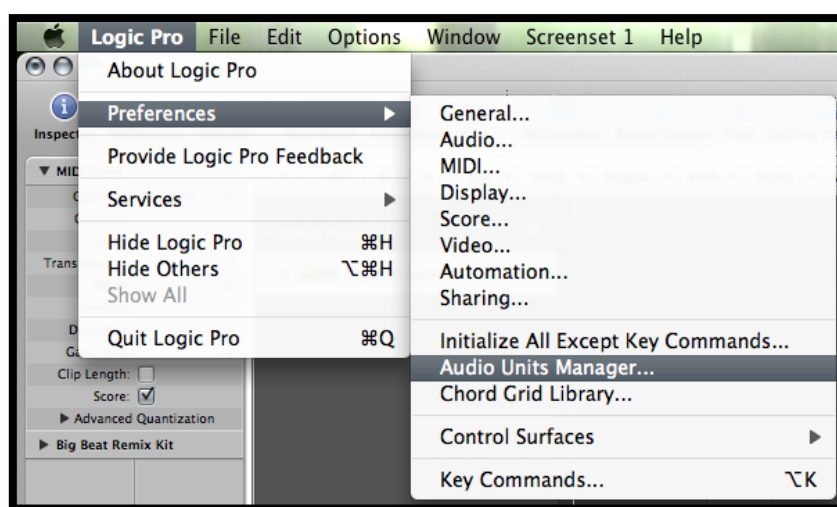 Logic Pro File Edit Options Window Screenset 1 Help
About Logic Pro
Preferences
Provide Logic Pro Feedback
Services
Hide Logic Pro ⌘H
Hide Others ⌥⌘H
Show All
Quit Logic Pro ⌘Q
General...
Audio...
MIDI...
Display...
Score...
Video...
Automation...
Sharing...
Initialize All Except Key Commands...
Audio Units Manager...
Chord Grid Library...
Control Surfaces
Key Commands... ⌥K
Clip Length:
Score:
Advanced Quantization
Big Beat Remix Kit